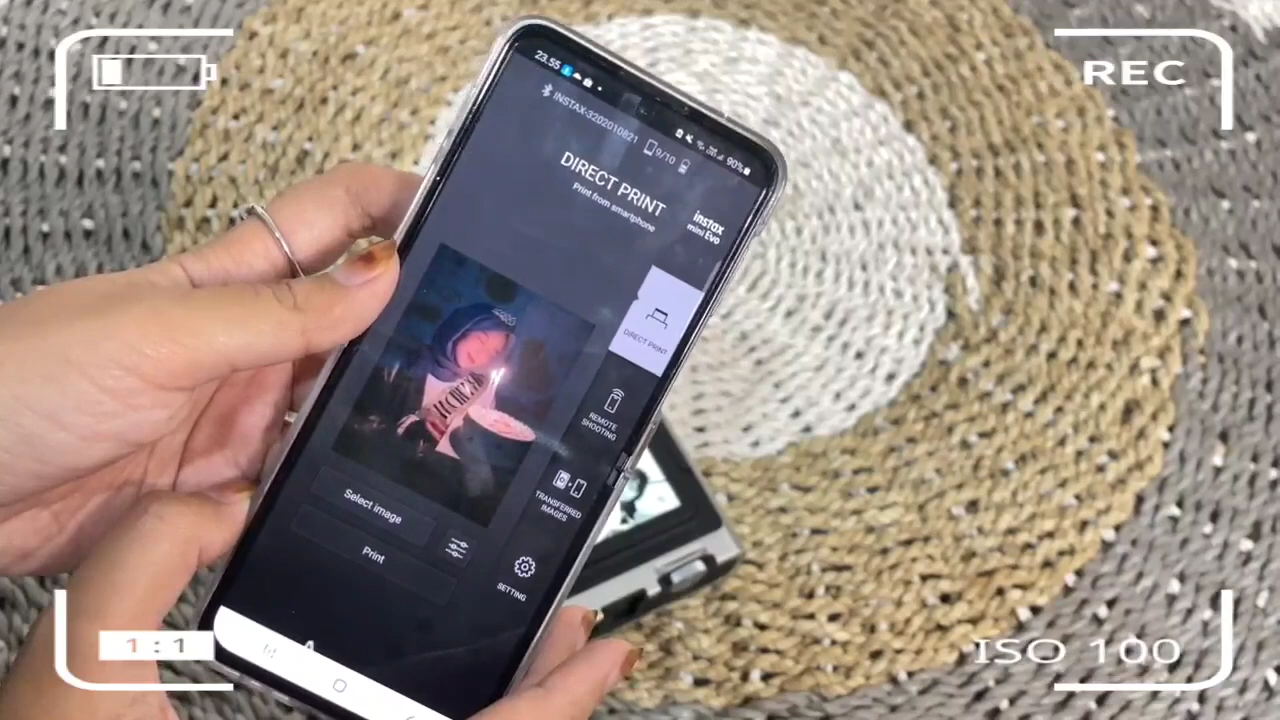 REC
23.55
90%
INSTAX-3202010821
9/10
DIRECT PRINT
Print from smartphone
instax
mini Evo
DIRECT PRINT
REMOTE
SHOOTING
TRANSFERRED
IMAGES
Select image
Print
SETTING
1 : 1
ISO 100